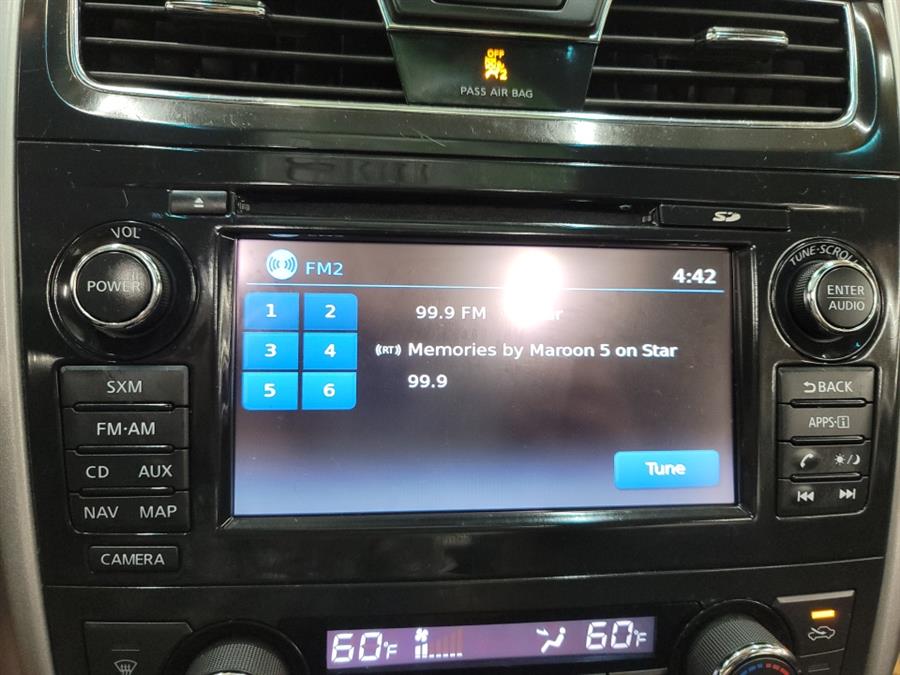 OFF
2
PASS AIR BAG
VOL
POWER
SD
TUNE·SCROLL
ENTER
AUDIO
FM2
4:42
1 2
99.9 FM
3 4
(RT) Memories by Maroon 5 on Star
99.9
5 6
Tune
SXM
FM·AM
CD AUX
NAV MAP
CAMERA
BACK
APPS·i
60°F
60°F